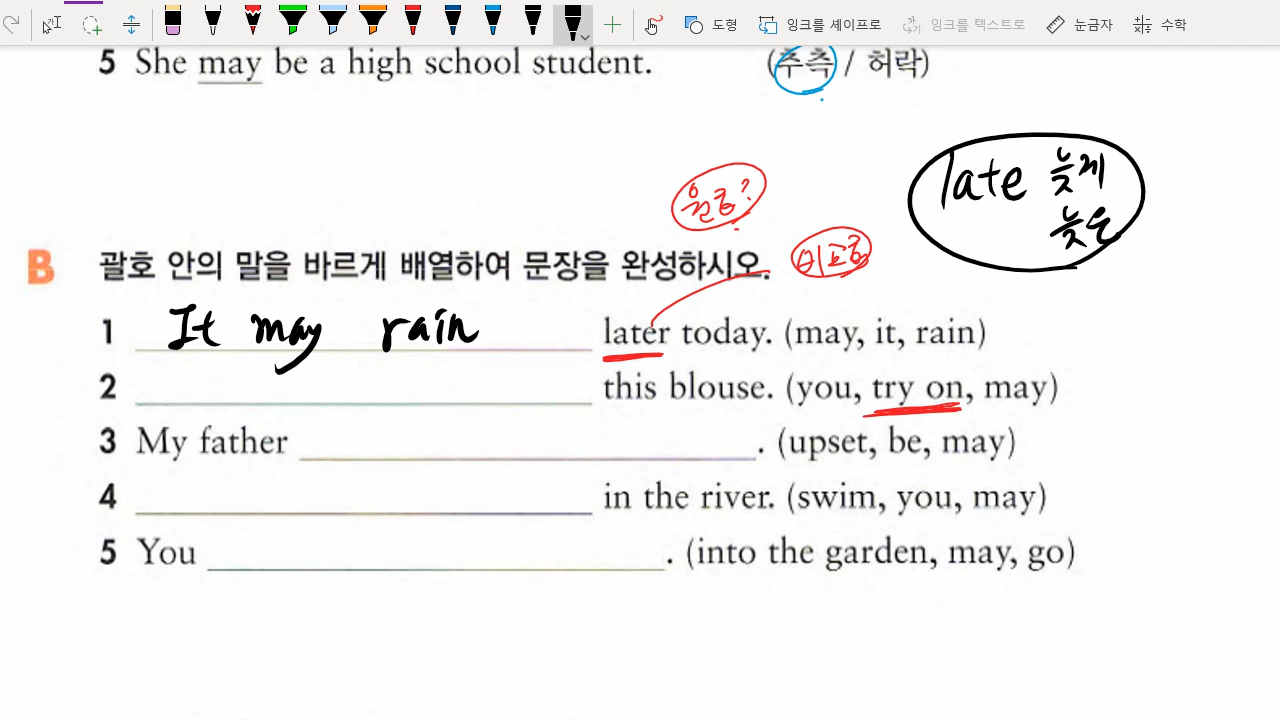 도형 잉크를 셰이프로 잉크를 텍스트로 눈금자 수학
5 She may be a high school student. (추측 / 허락)
late 늦게
늦은
원급?
비교급
B 괄호 안의 말을 바르게 배열하여 문장을 완성하시오.
1 It may rain later today. (may, it, rain)
2 this blouse. (you, try on, may)
3 My father . (upset, be, may)
4 in the river. (swim, you, may)
5 You . (into the garden, may, go)